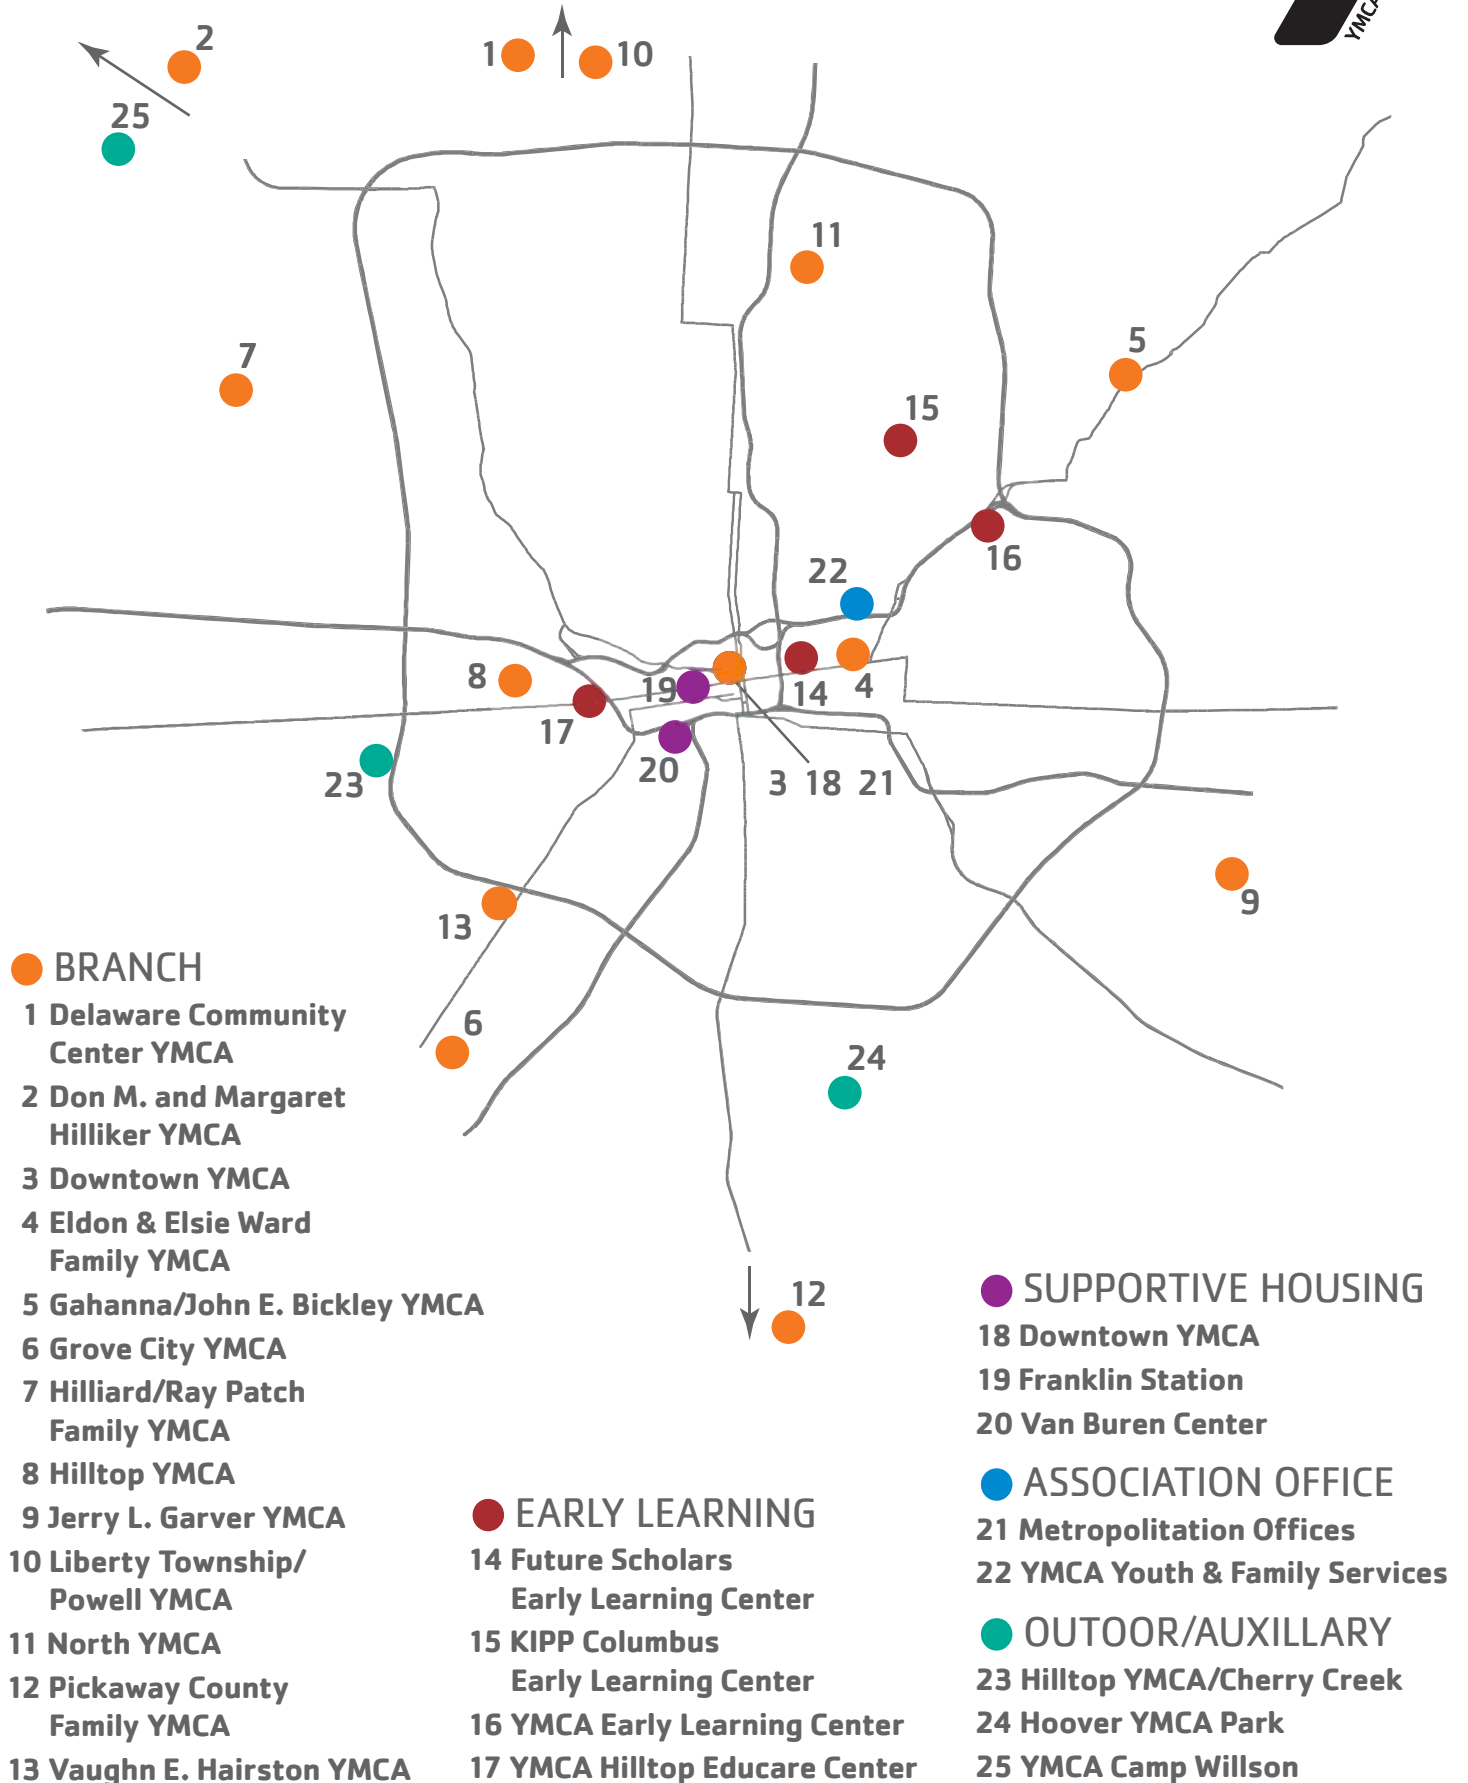 YMCA
2
1
10
25
11
7
5
15
16
22
8
19
14
4
17
20
23
3 18 21
9
13
6
24
12
BRANCH
1 Delaware Community
Center YMCA
2 Don M. and Margaret
Hilliker YMCA
3 Downtown YMCA
4 Eldon & Elsie Ward
Family YMCA
5 Gahanna/John E. Bickley YMCA
6 Grove City YMCA
7 Hilliard/Ray Patch
Family YMCA
8 Hilltop YMCA
9 Jerry L. Garver YMCA
10 Liberty Township/
Powell YMCA
11 North YMCA
12 Pickaway County
Family YMCA
13 Vaughn E. Hairston YMCA
EARLY LEARNING
14 Future Scholars
Early Learning Center
15 KIPP Columbus
Early Learning Center
16 YMCA Early Learning Center
17 YMCA Hilltop Educare Center
SUPPORTIVE HOUSING
18 Downtown YMCA
19 Franklin Station
20 Van Buren Center
ASSOCIATION OFFICE
21 Metropolitation Offices
22 YMCA Youth & Family Services
OUTOOR/AUXILLARY
23 Hilltop YMCA/Cherry Creek
24 Hoover YMCA Park
25 YMCA Camp Willson